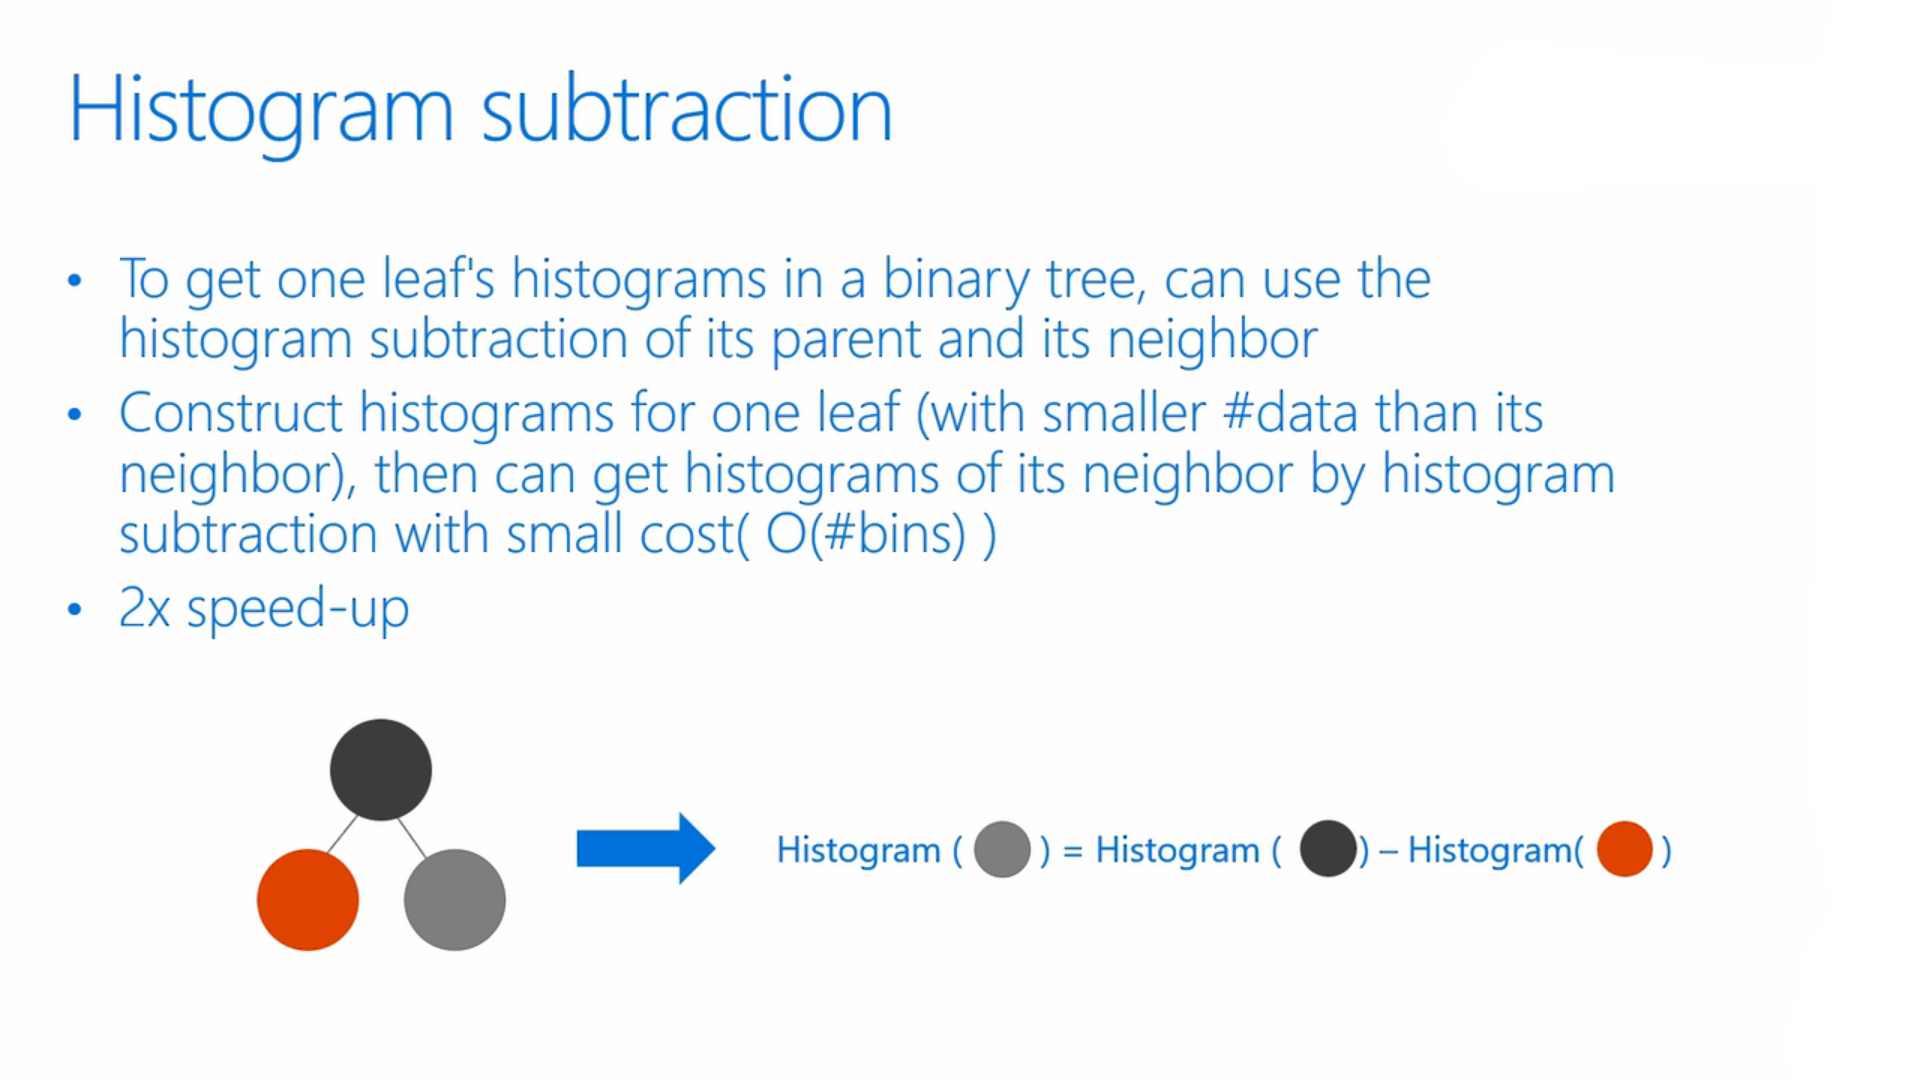 Histogram subtraction
• To get one leaf's histograms in a binary tree, can use the
histogram subtraction of its parent and its neighbor
• Construct histograms for one leaf (with smaller #data than its
neighbor), then can get histograms of its neighbor by histogram
subtraction with small cost( O(#bins) )
• 2x speed-up
Histogram ( ) = Histogram ( ) – Histogram( )